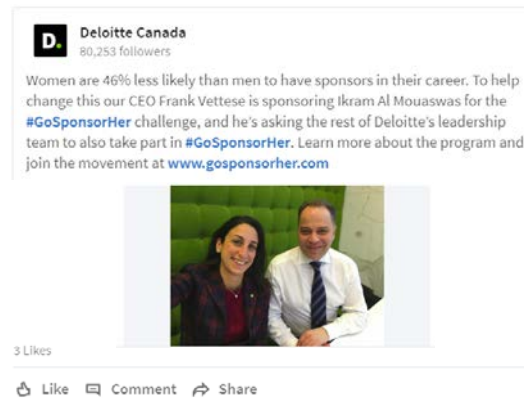 D.
Deloitte Canada
80,253 followers
Women are 46% less likely than men to have sponsors in their career. To help
change this our CEO Frank Vettese is sponsoring Ikram Al Mouaswas for the
#GoSponsorHer challenge, and he's asking the rest of Deloitte's leadership
team to also take part in #GoSponsorHer. Learn more about the program and
join the movement at www.gosponsorher.com
3 Likes
Like Comment Share